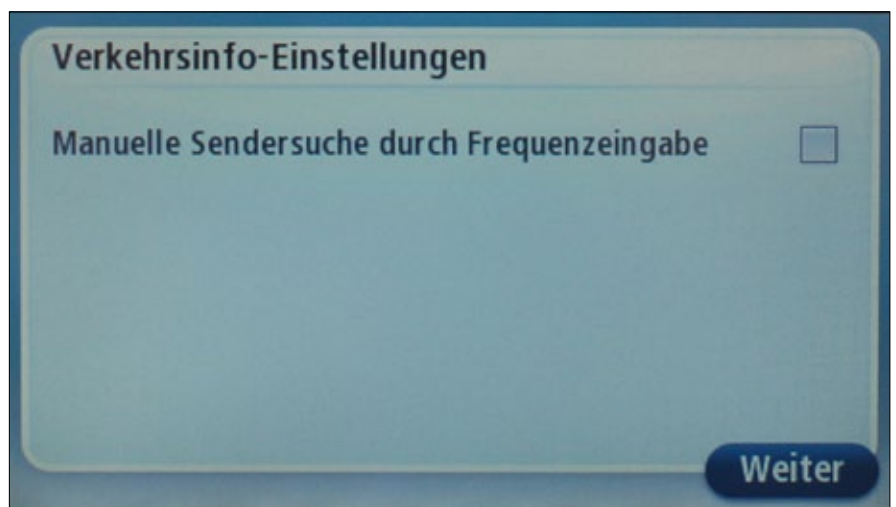 Verkehrsinfo-Einstellungen
Manuelle Sendersuche durch Frequenzeingabe
Weiter